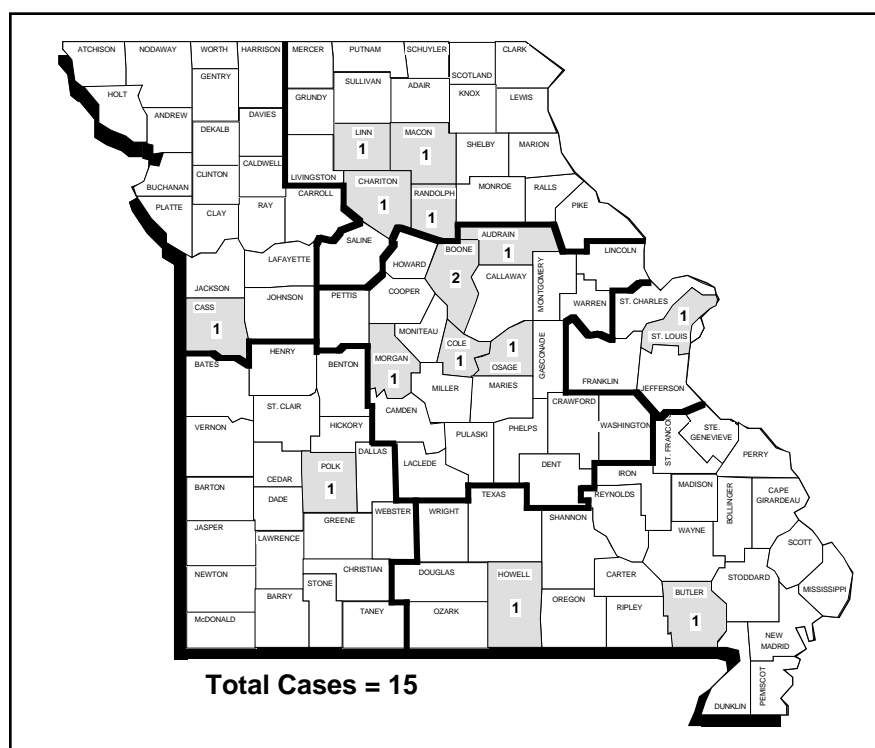 ATCHISON NODAWAY WORTH HARRISON MERCER PUTNAM SCHUYLER CLARK
GENTRY SULLIVAN ADAIR SCOTLAND
HOLT GRUNDY KNOX LEWIS
ANDREW DAVIES
DEKALB LINN MACON SHELBY MARION
1 1
CLINTON CALDWELL LIVINGSTON CHARITON
BUCHANAN CARROLL RANDOLPH MONROE RALLS
PLATTE CLAY RAY 1 1 PIKE
SALINE AUDRAIN
BOONE 1 LINCOLN
LAFAYETTE HOWARD
JACKSON 2 CALLAWAY MONTGOMERY
JOHNSON PETTIS COOPER WARREN ST. CHARLES
CASS 1
1 MONITEAU ST. LOUIS
COLE 1
HENRY MORGAN 1 OSAGE GASCONADE
BATES BENTON 1 FRANKLIN JEFFERSON
MILLER MARIES
ST. CLAIR CAMDEN CRAWFORD
VERNON HICKORY PULASKI PHELPS WASHINGTON ST. FRANCOIS STE.
GENEVIEVE
DALLAS PERRY
POLK LACLEDE DENT IRON
CEDAR 1
BARTON DADE TEXAS REYNOLDS MADISON BOLLINGER CAPE
GIRARDEAU
GREENE WEBSTER WRIGHT SHANNON
JASPER LAWRENCE WAYNE SCOTT
CHRISTIAN
NEWTON STONE DOUGLAS HOWELL CARTER STODDARD MISSISSIPPI
BARRY BUTLER
McDONALD TANEY OZARK 1 OREGON RIPLEY 1
NEW
MADRID
Total Cases = 15
DUNKLIN PEMISCOT